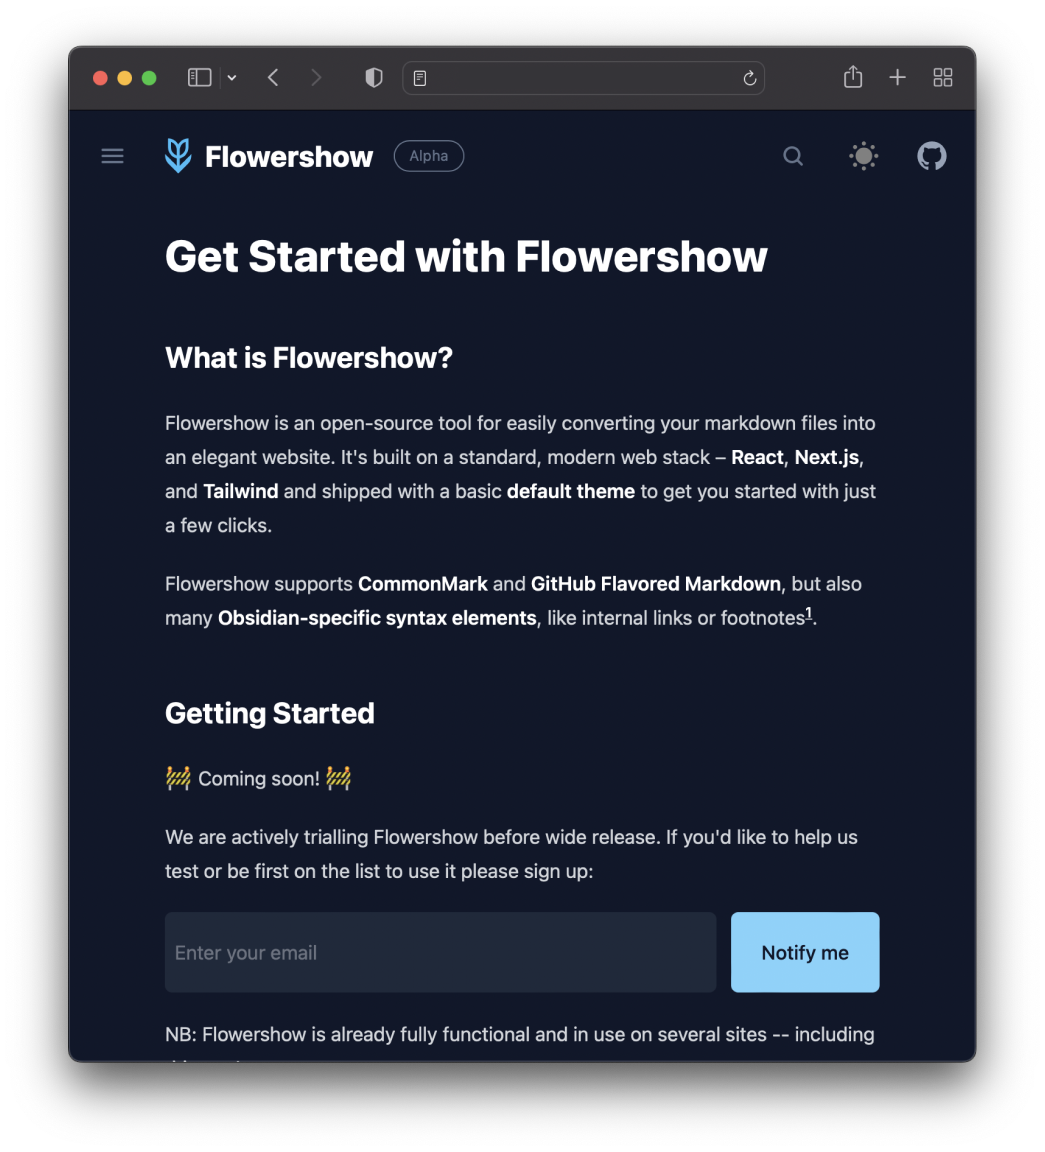 Flowershow Alpha
Get Started with Flowershow
What is Flowershow?
Flowershow is an open-source tool for easily converting your markdown files into
an elegant website. It's built on a standard, modern web stack – React, Next.js,
and Tailwind and shipped with a basic default theme to get you started with just
a few clicks.
Flowershow supports CommonMark and GitHub Flavored Markdown, but also
many Obsidian-specific syntax elements, like internal links or footnotes1.
Getting Started
🚧 Coming soon! 🚧
We are actively trialling Flowershow before wide release. If you'd like to help us
test or be first on the list to use it please sign up:
Enter your email
Notify me
NB: Flowershow is already fully functional and in use on several sites -- including